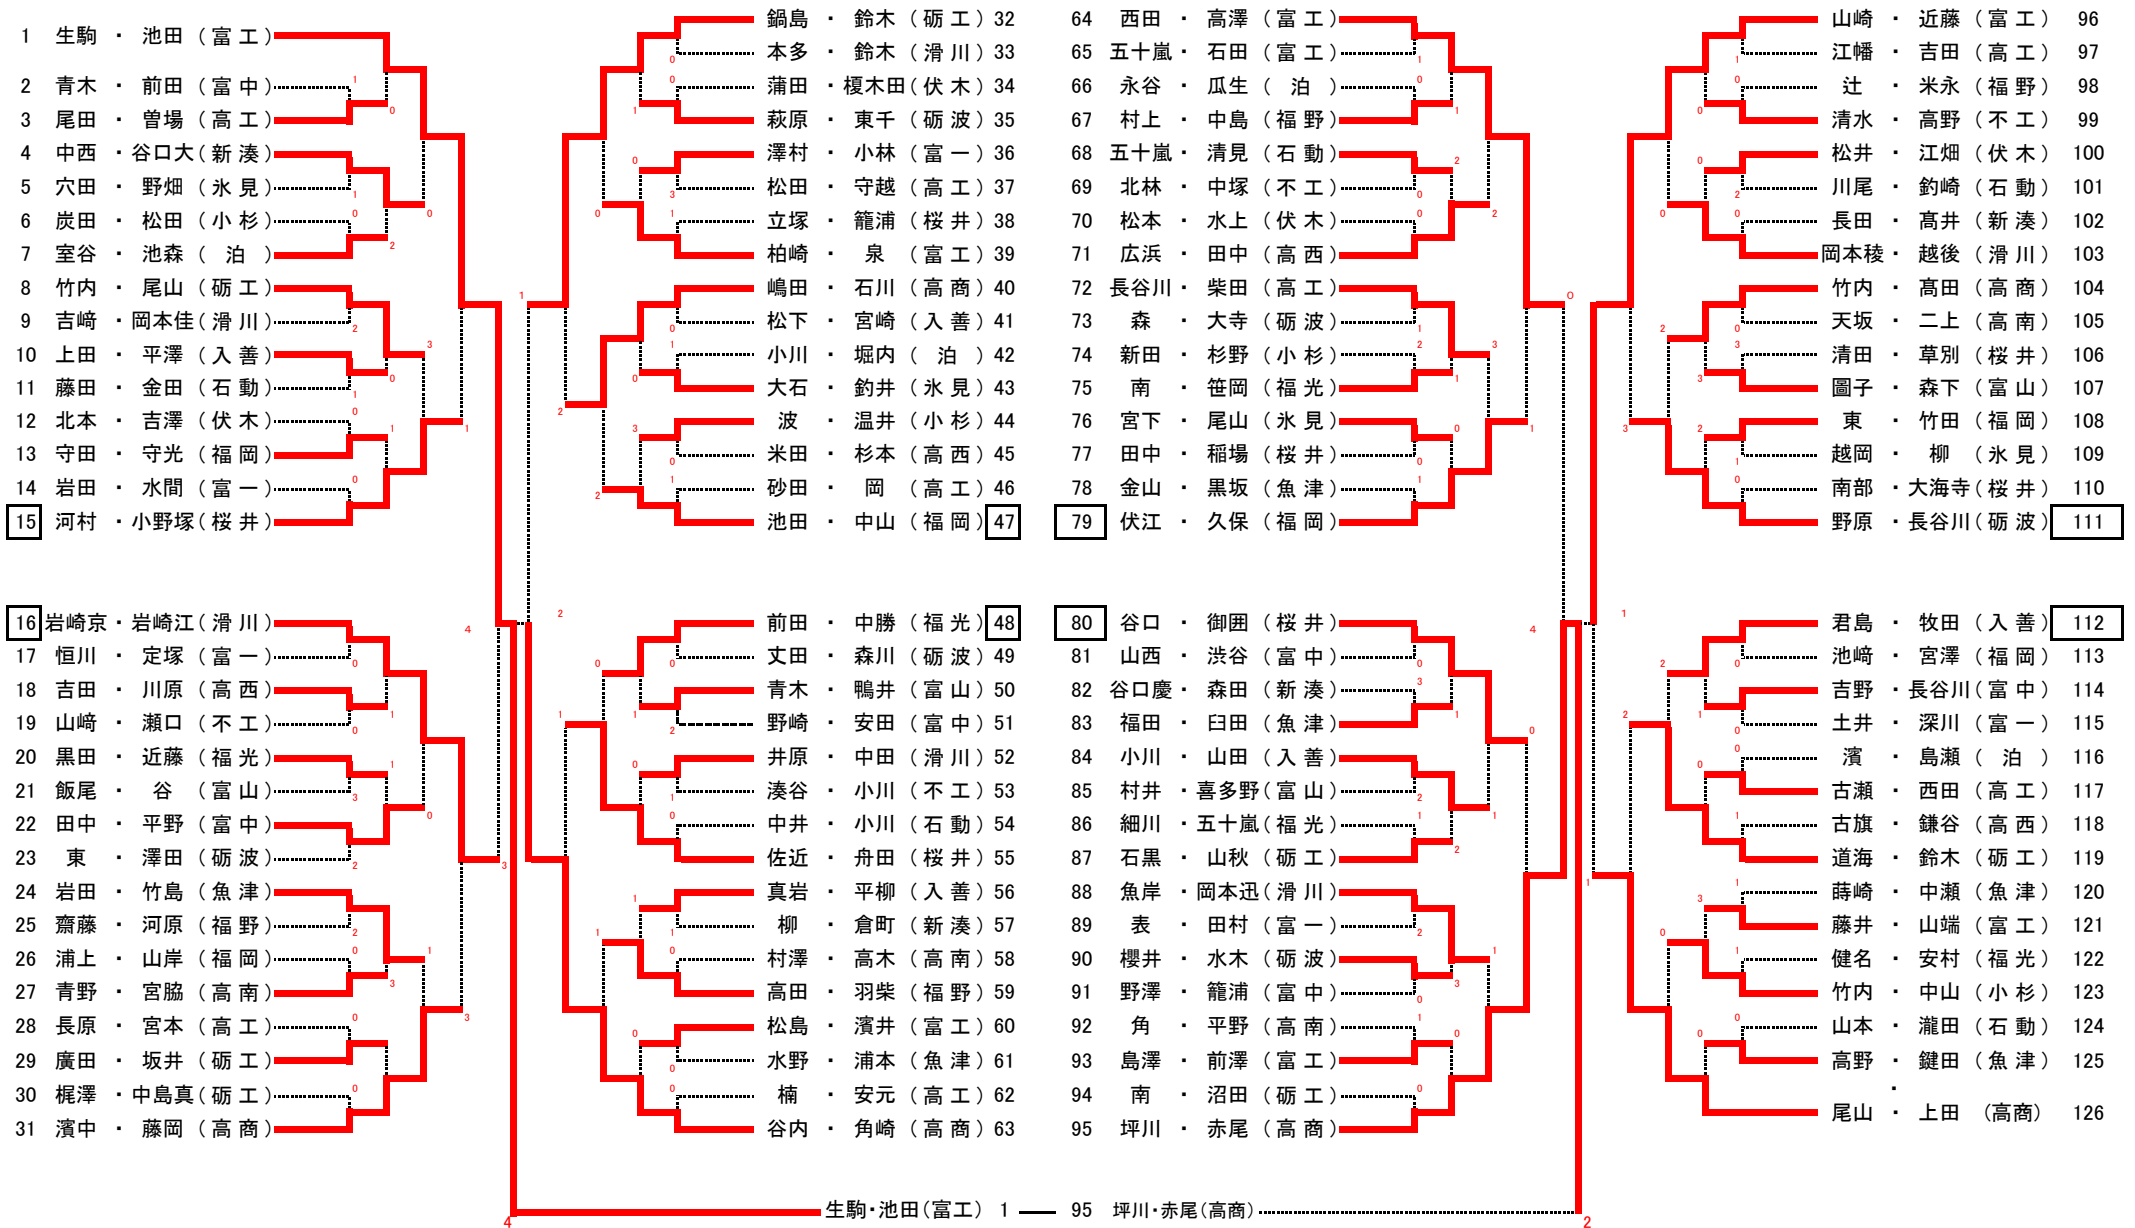 1 生駒 ・ 池田 (富工)
2 青木 ・ 前田 (富中)
3 尾田 ・ 曽場 (高工)
4 中西 ・ 谷口大 (新湊)
5 穴田 ・ 野畑 (氷見)
6 炭田 ・ 松田 (小杉)
7 室谷 ・ 池森 (泊)
8 竹内 ・ 尾山 (砺工)
9 吉﨑 ・ 岡本佳 (滑川)
10 上田 ・ 平澤 (入善)
11 藤田 ・ 金田 (石動)
12 北本 ・ 吉澤 (伏木)
13 守田 ・ 守光 (福岡)
14 岩田 ・ 水間 (富一)
15 河村 ・ 小野塚 (桜井)
16 岩崎京 ・ 岩崎江 (滑川)
17 恒川 ・ 定塚 (富一)
18 吉田 ・ 川原 (高西)
19 山﨑 ・ 瀬口 (不工)
20 黒田 ・ 近藤 (福光)
21 飯尾 ・ 谷 (富山)
22 田中 ・ 平野 (富中)
23 東 ・ 澤田 (砺波)
24 岩田 ・ 竹島 (魚津)
25 齋藤 ・ 河原 (福野)
26 浦上 ・ 山岸 (福岡)
27 青野 ・ 宮脇 (高南)
28 長原 ・ 宮本 (高工)
29 廣田 ・ 坂井 (砺工)
30 梶澤 ・ 中島真 (砺工)
31 濱中 ・ 藤岡 (高商)
鍋島 ・ 鈴木 (砺工) 32
本多 ・ 鈴木 (滑川) 33
蒲田 ・ 榎木田 (伏木) 34
萩原 ・ 東千 (砺波) 35
澤村 ・ 小林 (富一) 36
松田 ・ 守越 (高工) 37
立塚 ・ 籠浦 (桜井) 38
柏崎 ・ 泉 (富工) 39
嶋田 ・ 石川 (高商) 40
松下 ・ 宮崎 (入善) 41
小川 ・ 堀内 (泊) 42
大石 ・ 釣井 (氷見) 43
波 ・ 温井 (小杉) 44
米田 ・ 杉本 (高西) 45
砂田 ・ 岡 (高工) 46
池田 ・ 中山 (福岡) 47
前田 ・ 中勝 (福光) 48
丈田 ・ 森川 (砺波) 49
青木 ・ 鴨井 (富山) 50
野崎 ・ 安田 (富中) 51
井原 ・ 中田 (滑川) 52
湊谷 ・ 小川 (不工) 53
中井 ・ 小川 (石動) 54
佐近 ・ 舟田 (桜井) 55
真岩 ・ 平柳 (入善) 56
柳 ・ 倉町 (新湊) 57
村澤 ・ 高木 (高南) 58
高田 ・ 羽柴 (福野) 59
松島 ・ 濱井 (富工) 60
水野 ・ 浦本 (魚津) 61
楠 ・ 安元 (高工) 62
谷内 ・ 角崎 (高商) 63
64 西田 ・ 高澤 (富工)
65 五十嵐 ・ 石田 (富工)
66 永谷 ・ 瓜生 (泊)
67 村上 ・ 中島 (福野)
68 五十嵐 ・ 清見 (石動)
69 北林 ・ 中塚 (不工)
70 松本 ・ 水上 (伏木)
71 広浜 ・ 田中 (高西)
72 長谷川 ・ 柴田 (高工)
73 森 ・ 大寺 (砺波)
74 新田 ・ 杉野 (小杉)
75 南 ・ 笹岡 (福光)
76 宮下 ・ 尾山 (氷見)
77 田中 ・ 稲場 (桜井)
78 金山 ・ 黒坂 (魚津)
79 伏江 ・ 久保 (福岡)
80 谷口 ・ 御囲 (桜井)
81 山西 ・ 渋谷 (富中)
82 谷口慶 ・ 森田 (新湊)
83 福田 ・ 臼田 (魚津)
84 小川 ・ 山田 (入善)
85 村井 ・ 喜多野 (富山)
86 細川 ・ 五十嵐 (福光)
87 石黒 ・ 山秋 (砺工)
88 魚岸 ・ 岡本迅 (滑川)
89 表 ・ 田村 (富一)
90 櫻井 ・ 水木 (砺波)
91 野澤 ・ 籠浦 (富中)
92 角 ・ 平野 (高南)
93 島澤 ・ 前澤 (富工)
94 南 ・ 沼田 (砺工)
95 坪川 ・ 赤尾 (高商)
山崎 ・ 近藤 (富工) 96
江幡 ・ 吉田 (高工) 97
辻 ・ 米永 (福野) 98
清水 ・ 高野 (不工) 99
松井 ・ 江畑 (伏木) 100
川尾 ・ 釣崎 (石動) 101
長田 ・ 髙井 (新湊) 102
岡本稜 ・ 越後 (滑川) 103
竹内 ・ 髙田 (高商) 104
天坂 ・ 二上 (高南) 105
清田 ・ 草別 (桜井) 106
圖子 ・ 森下 (富山) 107
東 ・ 竹田 (福岡) 108
越岡 ・ 柳 (氷見) 109
南部 ・ 大海寺 (桜井) 110
野原 ・ 長谷川 (砺波) 111
君島 ・ 牧田 (入善) 112
池﨑 ・ 宮澤 (福岡) 113
吉野 ・ 長谷川 (富中) 114
土井 ・ 深川 (富一) 115
濱 ・ 島瀬 (泊) 116
古瀬 ・ 西田 (高工) 117
古旗 ・ 鎌谷 (高西) 118
道海 ・ 鈴木 (砺工) 119
蒔崎 ・ 中瀬 (魚津) 120
藤井 ・ 山端 (富工) 121
健名 ・ 安村 (福光) 122
竹内 ・ 中山 (小杉) 123
山本 ・ 瀧田 (石動) 124
高野 ・ 鍵田 (魚津) 125
・
尾山 ・ 上田 (高商) 126
4 生駒・池田(富工) 1 95 坪川・赤尾(高商) 2